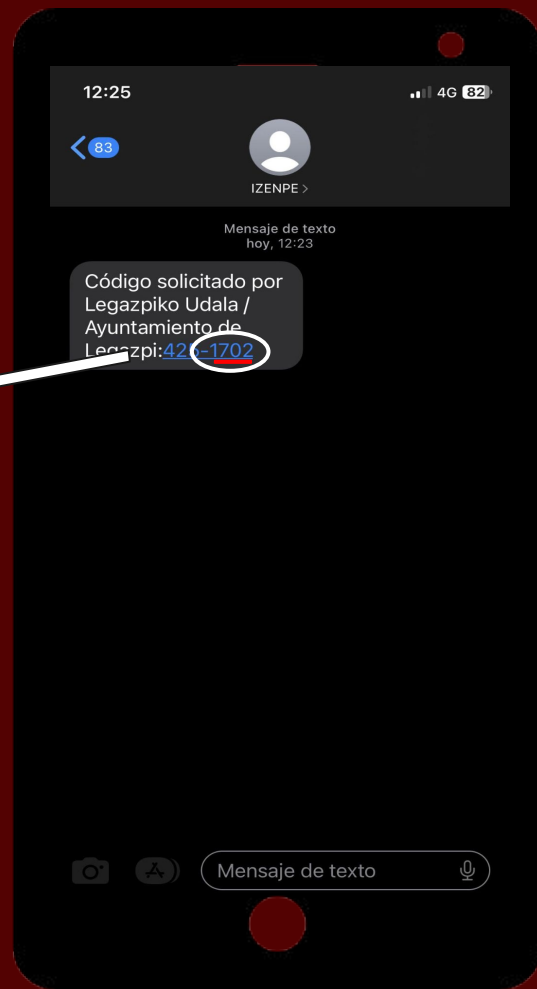 12:25
4G 82
83
IZENPE >
Mensaje de texto
hoy, 12:23
Código solicitado por
Legazpiko Udala /
Ayuntamiento de
Legazpi:425-1702
Mensaje de texto